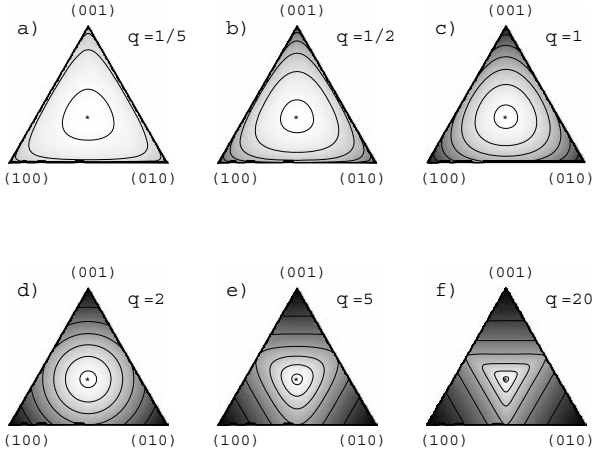 (001) (001) (001)
a) q=1/5 b) q=1/2 c) q=1
(100) (010) (100) (010) (100) (010)
(001) (001) (001)
d) q=2 e) q=5 f) q=20
(100) (010) (100) (010) (100) (010)